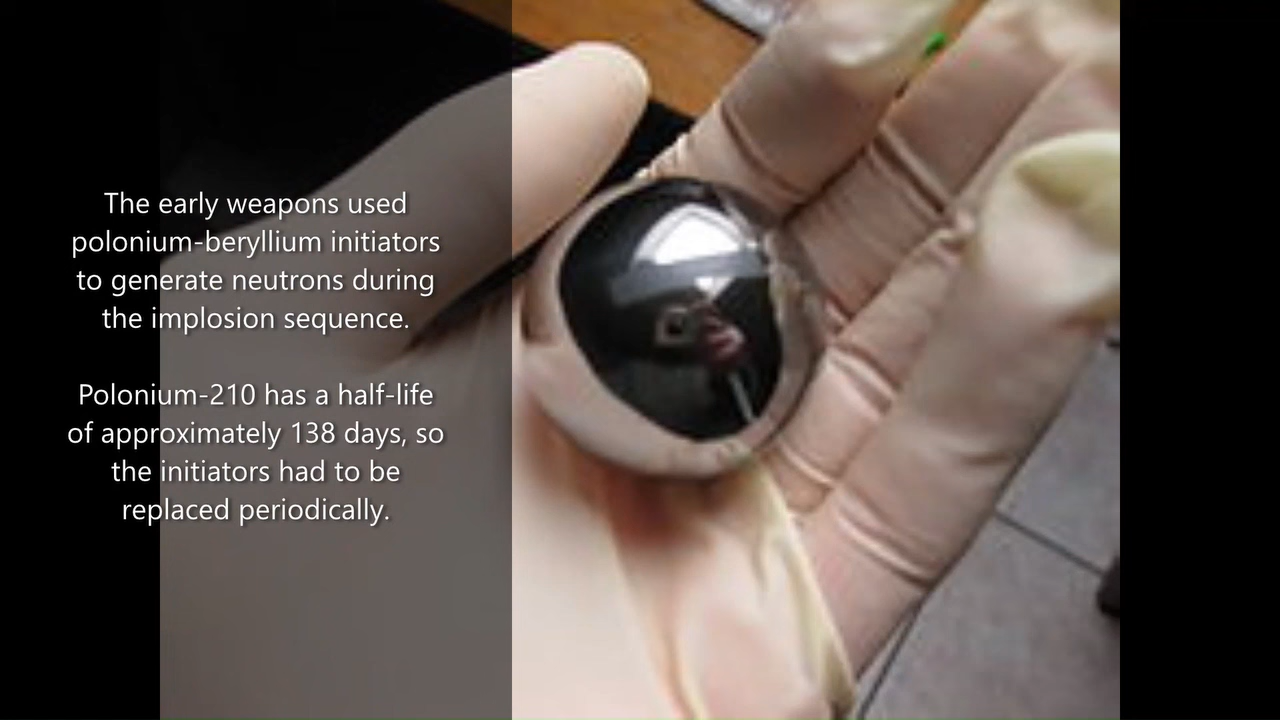 The early weapons used
polonium-beryllium initiators
to generate neutrons during
the implosion sequence.
Polonium-210 has a half-life
of approximately 138 days, so
the initiators had to be
replaced periodically.